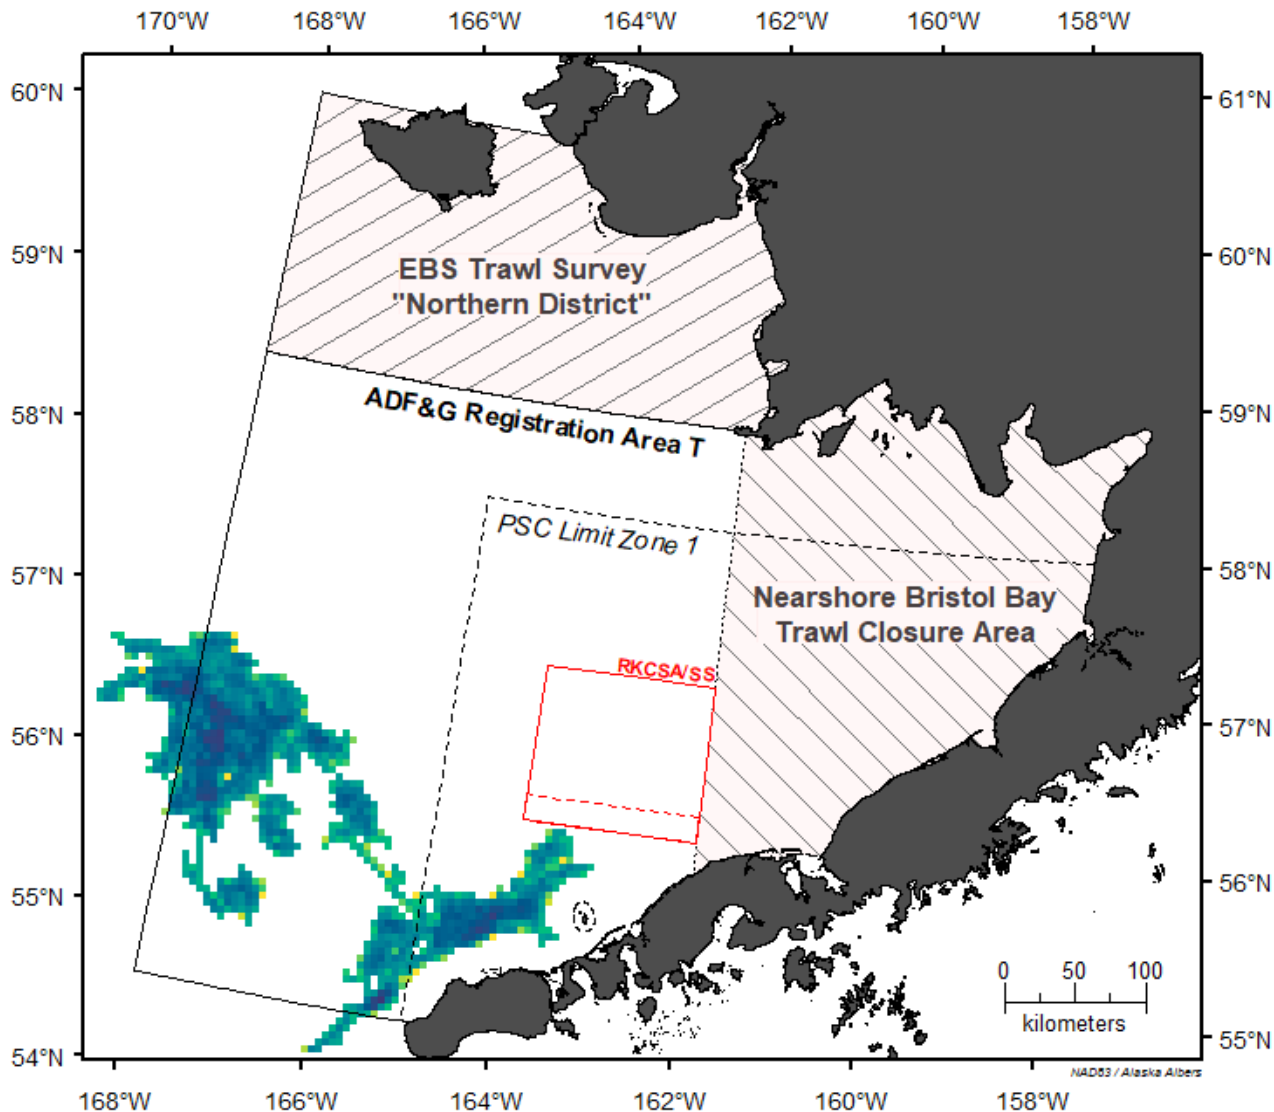 170°W 168°W 166°W 164°W 162°W 160°W 158°W
60°N
61°N
EBS Trawl Survey
"Northern District"
59°N
60°N
ADF&G Registration Area T
58°N
59°N
PSC Limit Zone 1
57°N
58°N
Nearshore Bristol Bay
Trawl Closure Area
RKCSA/SS
56°N
57°N
55°N
56°N
0 50 100
kilometers
54°N
55°N
NAD83 / Alaska Albers
168°W 166°W 164°W 162°W 160°W 158°W